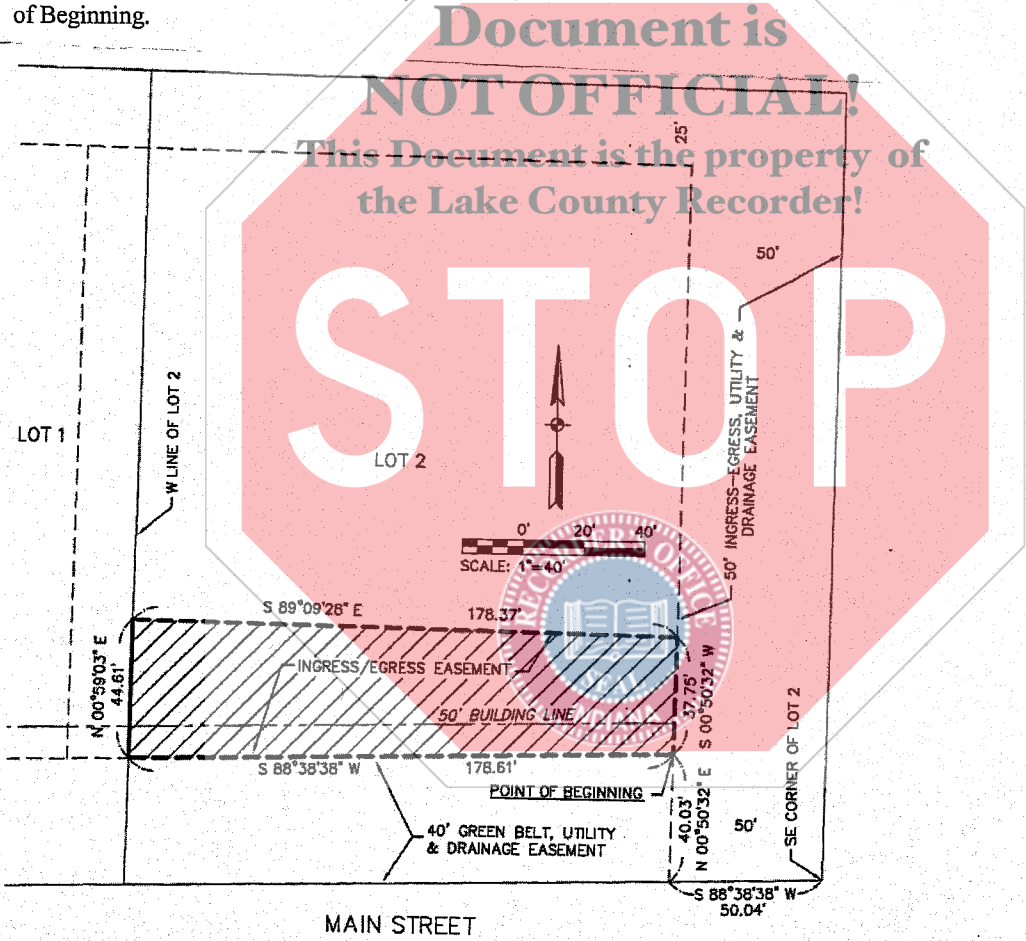 of Beginning.
Document is
NOT OFFICIAL!
This Document is the property of
the Lake County Recorder!
STOP
25'
50'
50' INGRESS-EGRESS, UTILITY &
DRAINAGE EASEMENT
LOT 1
W LINE OF LOT 2
LOT 2
0' 20' 40'
SCALE: 1"=40'
RECORDER'S OFFICE
SEAL
INDIANA
S 89°09'28" E 178.37'
N 00°59'03" E
44.61'
INGRESS/EGRESS EASEMENT
50' BUILDING LINE
37.75'
S 00°50'32" W
S 88°38'38" W 178.61'
POINT OF BEGINNING
40' GREEN BELT, UTILITY
& DRAINAGE EASEMENT
40.03'
N 00°50'32" E
50'
SE CORNER OF LOT 2
S 88°38'38" W
50.04'
MAIN STREET